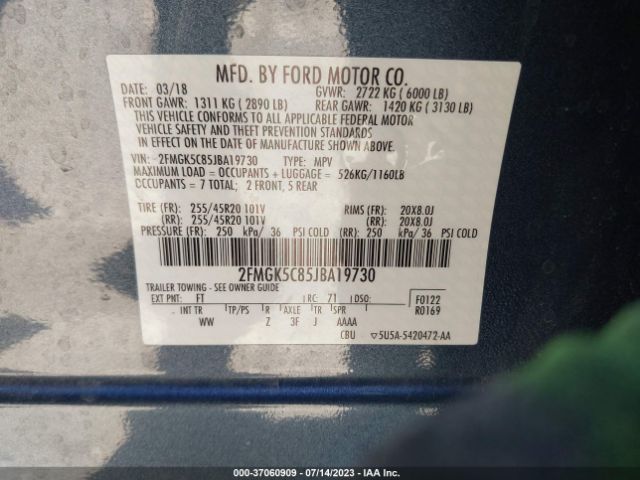 MFD. BY FORD MOTOR CO.
DATE: 03/18 GVWR: 2722 KG ( 6000 LB)
FRONT GAWR: 1311 KG ( 2890 LB) REAR GAWR: 1420 KG ( 3130 LB)
THIS VEHICLE CONFORMS TO ALL APPLICABLE FEDERAL MOTOR
VEHICLE SAFETY AND THEFT PREVENTION STANDARDS
IN EFFECT ON THE DATE OF MANUFACTURE SHOWN ABOVE.
VIN: 2FMGK5C85JBA19730 TYPE: MPV
MAXIMUM LOAD = OCCUPANTS + LUGGAGE = 526KG/1160LB
OCCUPANTS = 7 TOTAL; 2 FRONT, 5 REAR
TIRE (FR): 255/45R20 101V RIMS (FR): 20X8.0J
(RR): 255/45R20 101V (RR): 20X8.0J
PRESSURE (FR): 250 kPa/ 36 PSI COLD (RR): 250 kPa/ 36 PSI COLD
2FMGK5C85JBA19730
TRAILER TOWING - SEE OWNER GUIDE
EXT PNT: FT RC: 71 DSO: F0122
INT TR TP/PS R AXLE TR SPR R0169
WW Z 3F J AAAA
CBU ▽5U5A-5420472-AA
000-37060909 - 07/14/2023 - IAA Inc.